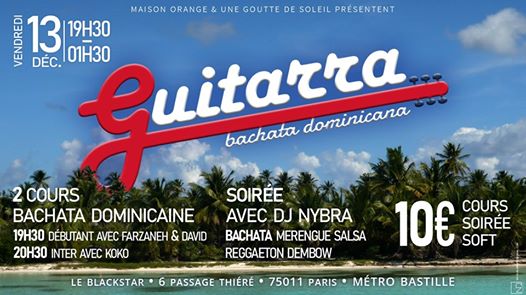 MAISON ORANGE & UNE GOUTTE DE SOLEIL PRÉSENTENT
VENDREDI
13
DÉC.
19H30
01H30
Guitarra
bachata dominicana
2 COURS
BACHATA DOMINICAINE
19H30 DÉBUTANT AVEC FARZANEH & DAVID
20H30 INTER AVEC KOKO
SOIRÉE
AVEC DJ NYBRA
BACHATA MERENGUE SALSA
REGGAETON DEMBOW
10€
COURS
SOIRÉE
SOFT
LE BLACKSTAR • 6 PASSAGE THIÉRÉ • 75011 PARIS • MÉTRO BASTILLE